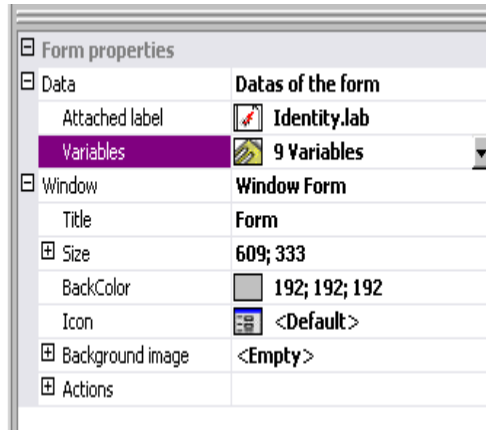 Form properties
Data Datas of the form
Attached label Identity.lab
Variables 9 Variables
Window Window Form
Title Form
Size 609; 333
BackColor 192; 192; 192
Icon <Default>
Background image <Empty>
Actions